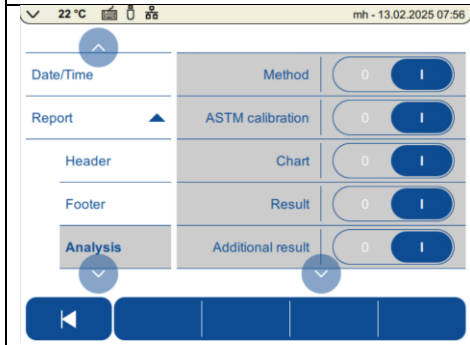 22 °C mh - 13.02.2025 07:56
Date/Time
Method 0 I
Report
ASTM calibration 0 I
Header
Chart 0 I
Footer
Result 0 I
Analysis
Additional result 0 I